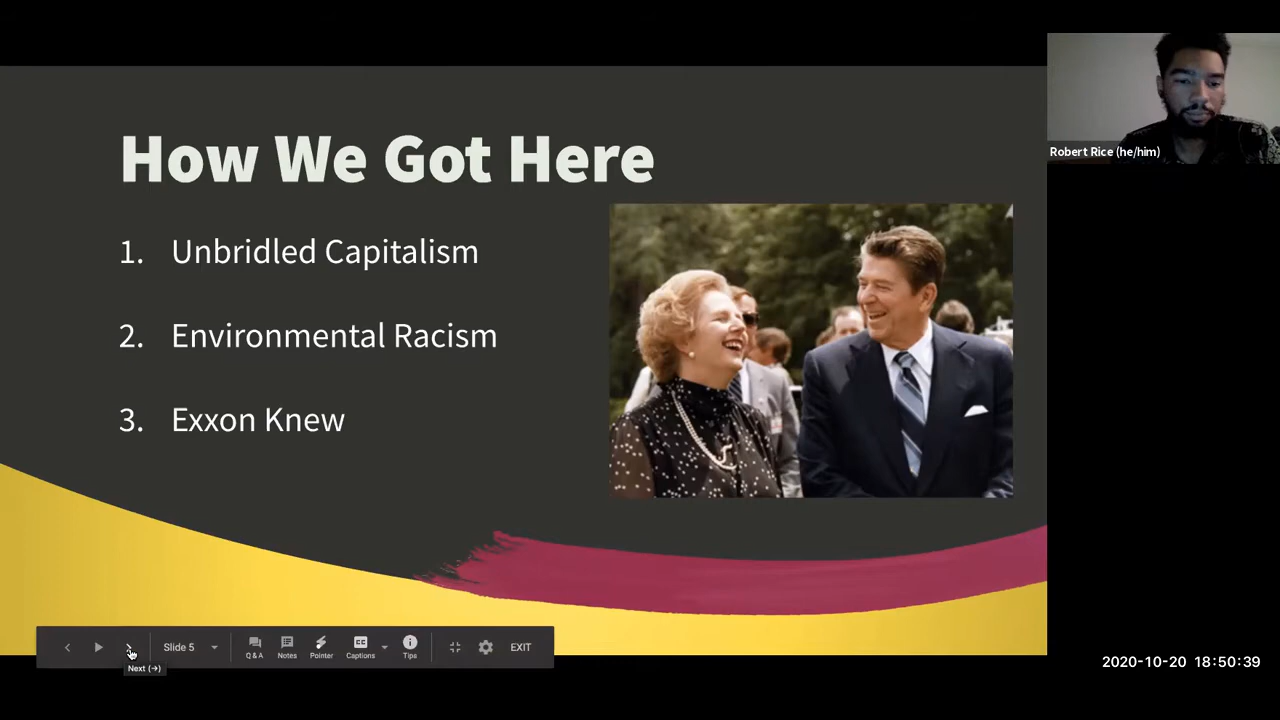 How We Got Here
1. Unbridled Capitalism
2. Environmental Racism
3. Exxon Knew
Robert Rice (he/him)
Slide 5
Q & A
Notes
Pointer
Captions
Tips
EXIT
Next (→)
2020-10-20 18:50:39